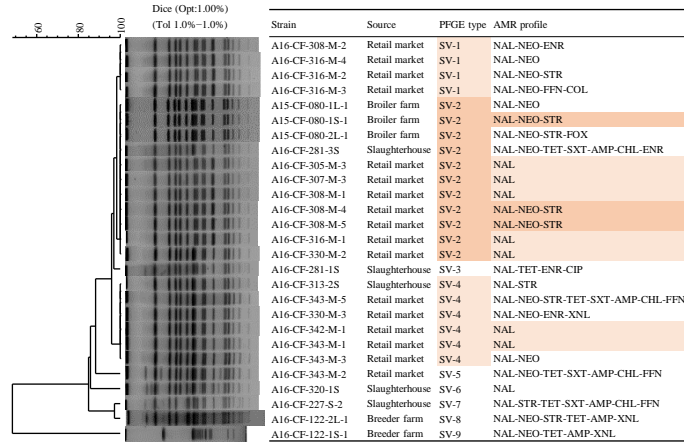 Dice (Opt:1.00%)
(Tol 1.0%−1.0%)
60 80 100
100
Strain Source PFGE type AMR profile
A16-CF-308-M-2 Retail market SV-1 NAL-NEO-ENR
A16-CF-316-M-4 Retail market SV-1 NAL-NEO
A16-CF-316-M-2 Retail market SV-1 NAL-NEO-STR
A16-CF-316-M-3 Retail market SV-1 NAL-NEO-FFN-COL
A15-CF-080-1L-1 Broiler farm SV-2 NAL-NEO
A15-CF-080-1S-1 Broiler farm SV-2 NAL-NEO-STR
A15-CF-080-2L-1 Broiler farm SV-2 NAL-NEO-STR-FOX
A16-CF-281-3S Slaughterhouse SV-2 NAL-NEO-TET-SXT-AMP-CHL-ENR
A16-CF-305-M-3 Retail market SV-2 NAL
A16-CF-307-M-3 Retail market SV-2 NAL
A16-CF-308-M-1 Retail market SV-2 NAL
A16-CF-308-M-4 Retail market SV-2 NAL-NEO-STR
A16-CF-308-M-5 Retail market SV-2 NAL-NEO-STR
A16-CF-316-M-1 Retail market SV-2 NAL
A16-CF-330-M-2 Retail market SV-2 NAL
A16-CF-281-1S Slaughterhouse SV-3 NAL-TET-ENR-CIP
A16-CF-313-2S Slaughterhouse SV-4 NAL-STR
A16-CF-343-M-5 Retail market SV-4 NAL-NEO-STR-TET-SXT-AMP-CHL-FFN
A16-CF-330-M-3 Retail market SV-4 NAL-NEO-ENR-XNL
A16-CF-342-M-1 Retail market SV-4 NAL
A16-CF-343-M-1 Retail market SV-4 NAL
A16-CF-343-M-3 Retail market SV-4 NAL-NEO
A16-CF-343-M-2 Retail market SV-5 NAL-NEO-TET-SXT-AMP-CHL-FFN
A16-CF-320-1S Slaughterhouse SV-6 NAL
A16-CF-227-S-2 Slaughterhouse SV-7 NAL-STR-TET-SXT-AMP-CHL-FFN
A16-CF-122-2L-1 Breeder farm SV-8 NAL-NEO-STR-TET-AMP-XNL
A16-CF-122-1S-1 Breeder farm SV-9 NAL-NEO-TET-AMP-XNL